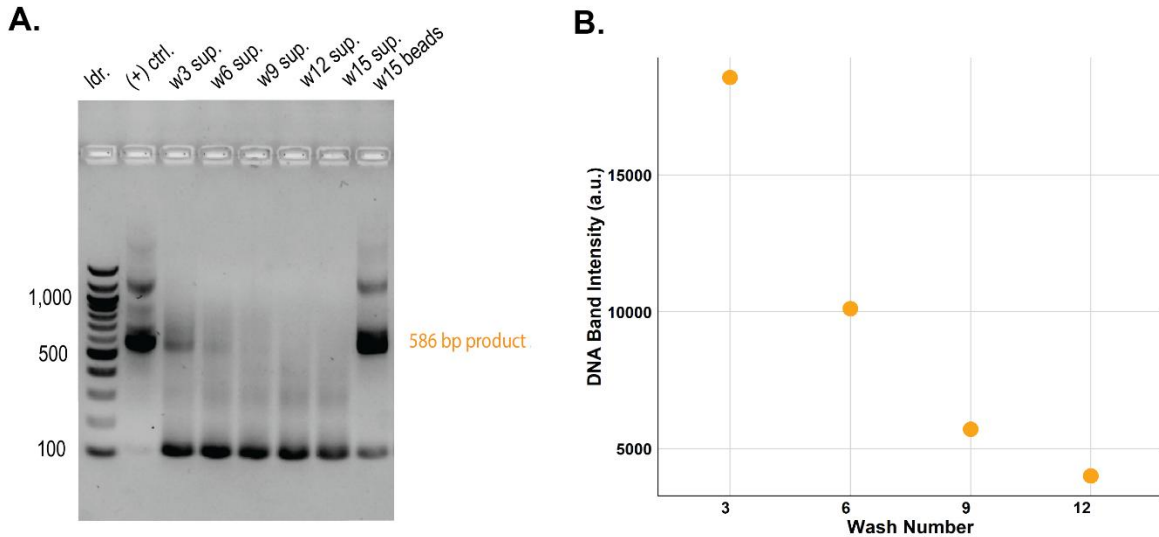 A.
ldr.
(+) ctrl.
w3 sup.
w6 sup.
w9 sup.
w12 sup.
w15 sup.
w15 beads
1,000
500
100
586 bp product
B.
DNA Band Intensity (a.u.)
15000
10000
5000
3 6 9 12
Wash Number